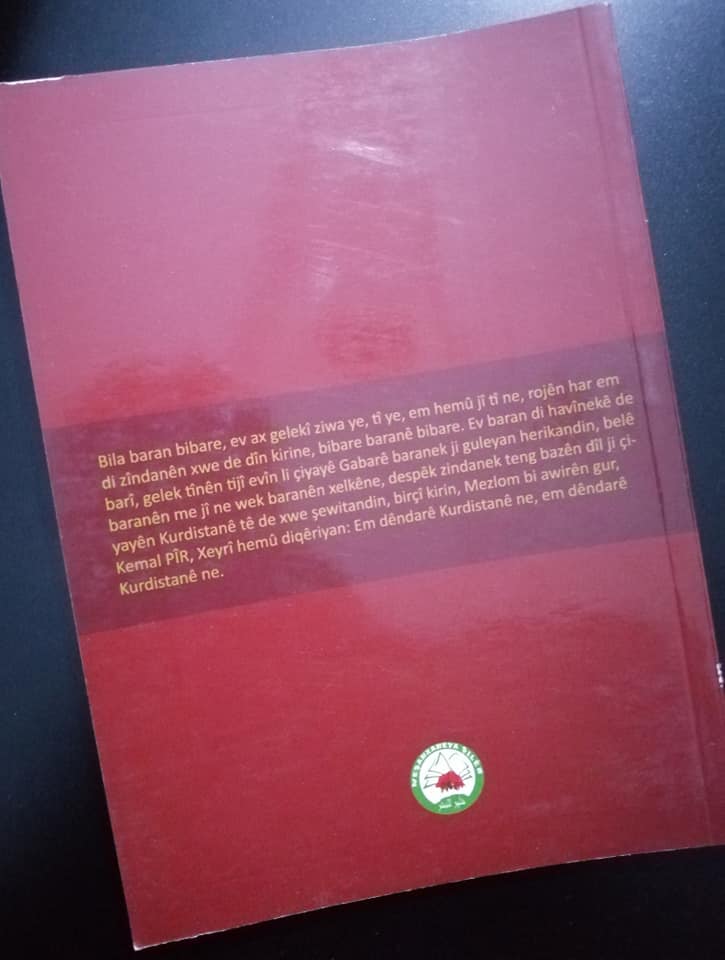 Bila baran bibare, ev ax gelekî ziwa ye, tî ye, em hemû jî tî ne, rojên har em
di zîndanên xwe de dîn kirine, bibare baranê bibare. Ev baran di havînekê de
barî, gelek tînên tijî evîn li çiyayê Gabarê baranek ji guleyan herikandin, belê
baranên me jî ne wek baranên xelkêne, despêk zindanek teng bazên dîl ji çi-
yayên Kurdistanê tê de xwe şewitandin, birçî kirin, Mezlom bi awirên gur,
Kemal PÎR, Xeyrî hemû diqêriyan: Em dêndarê Kurdistanê ne, em dêndarê
Kurdistanê ne.
WEŞANXANEYA ŞILÊR